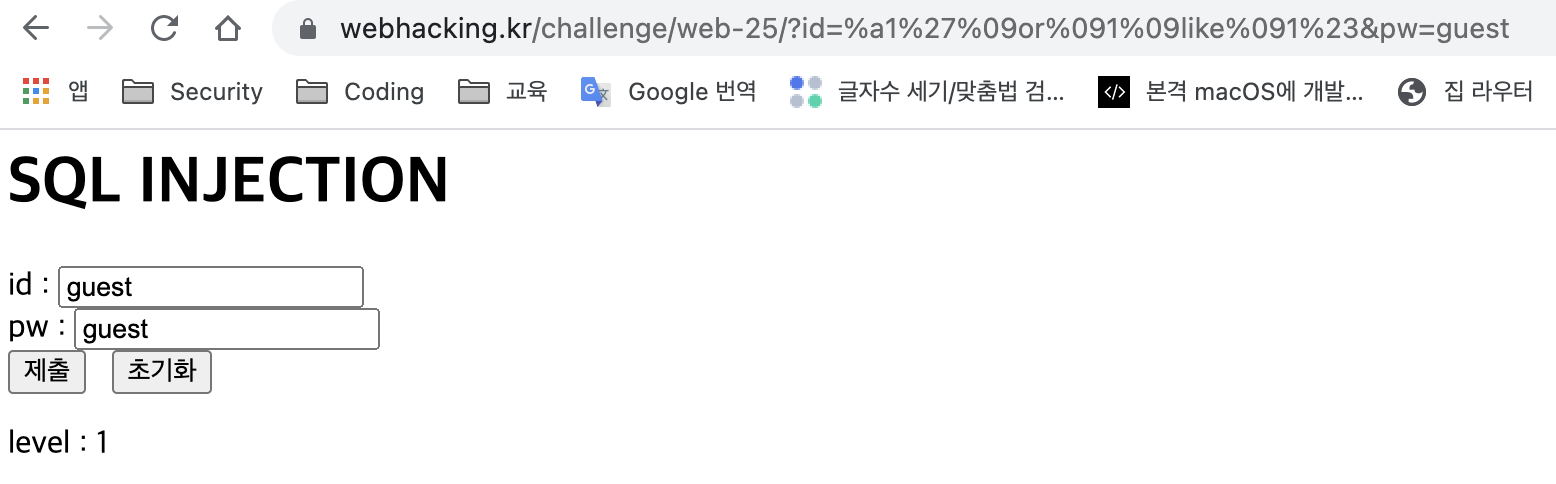 webhacking.kr/challenge/web-25/?id=%a1%27%09or%091%09like%091%23&pw=guest
앱 Security Coding 교육 Google 번역 글자수 세기/맞춤법 검... 본격 macOS에 개발... 집 라우터
SQL INJECTION
id : guest
pw : guest
제출 초기화
level : 1